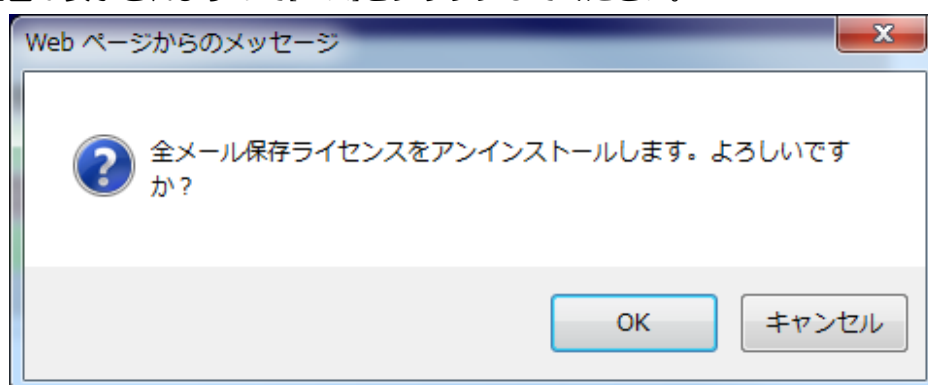 Web ページからのメッセージ
全メール保存ライセンスをアンインストールします。よろしいです
か？
OK
キャンセル